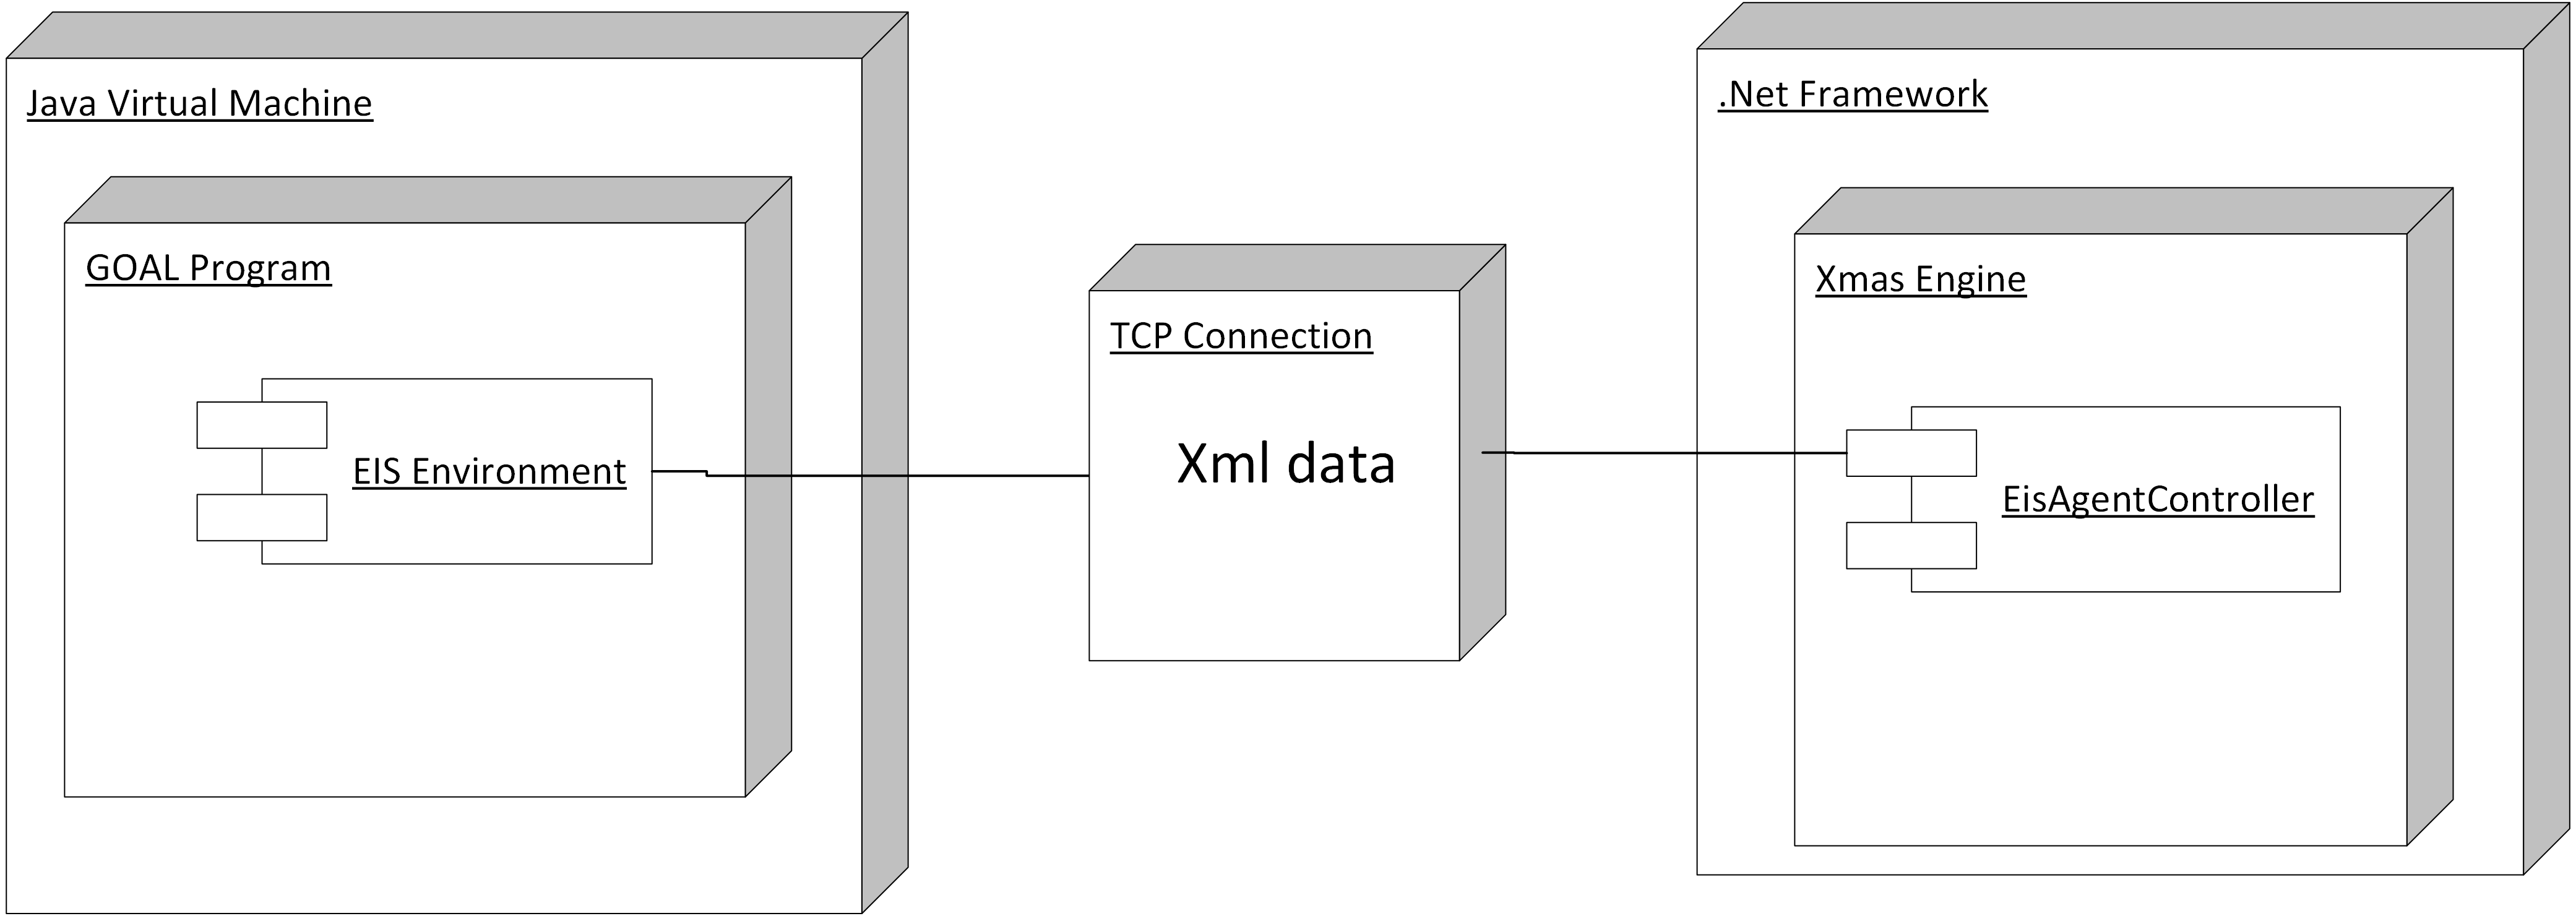 Java Virtual Machine
GOAL Program
EIS Environment
TCP Connection
Xml data
.Net Framework
Xmas Engine
EisAgentController